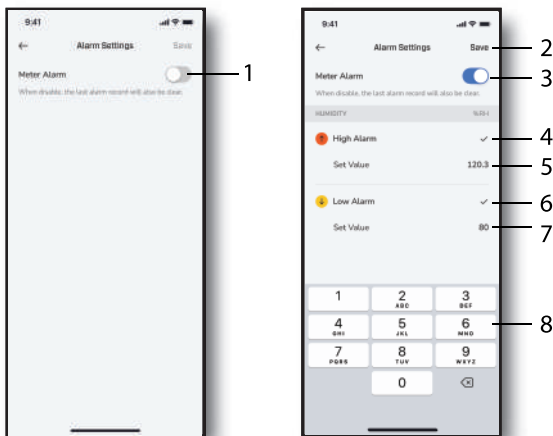 9:41
Alarm Settings Save
Meter Alarm
When disable, the last alarm record will also be clear.
1
9:41
Alarm Settings Save
2
Meter Alarm
3
When disable, the last alarm record will also be clear.
HUMIDITY %RH
High Alarm
4
Set Value 120.3
5
Low Alarm
6
Set Value 80
7
1 2 3
ABC DEF
4 5 6
GHI JKL MNO
8
7 8 9
PQRS TUV WXYZ
0